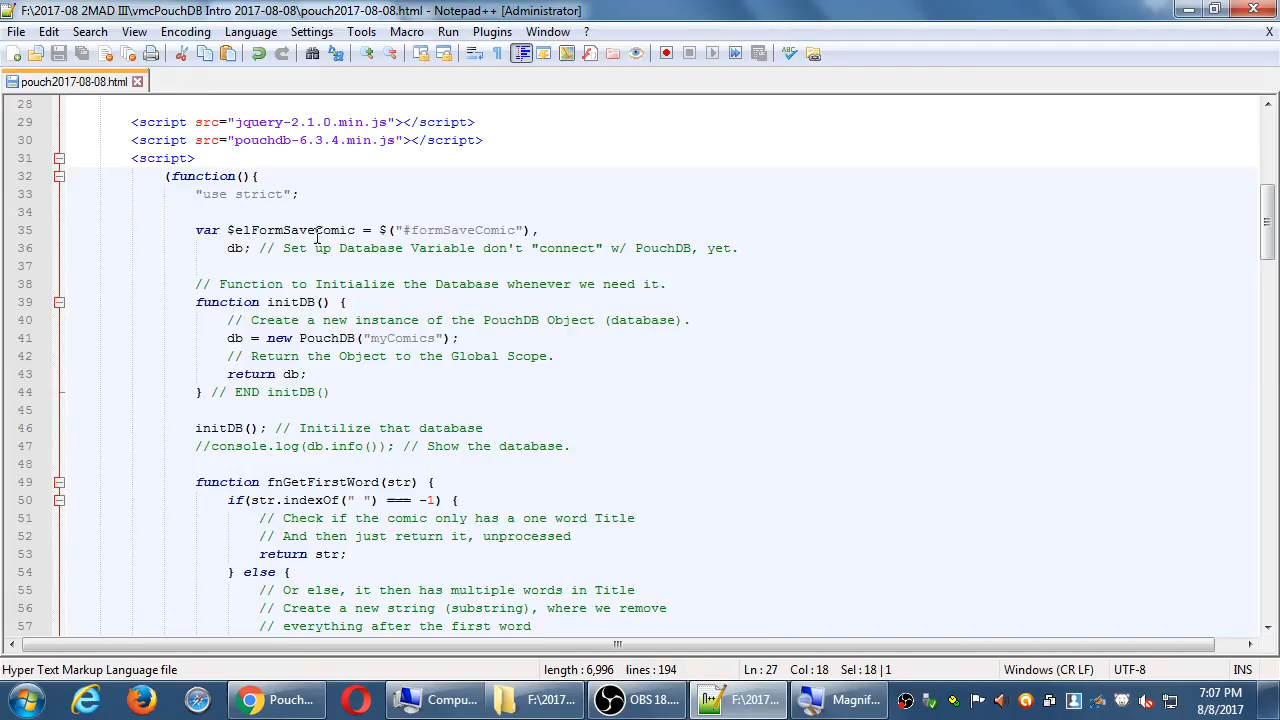 F:\2017-08 2MAD III\vmcPouchDB Intro 2017-08-08\pouch2017-08-08.html - Notepad++ [Administrator]
File Edit Search View Encoding Language Settings Tools Macro Run Plugins Window ? X
pouch2017-08-08.html
28
29 <script src="jquery-2.1.0.min.js"></script>
30 <script src="pouchdb-6.3.4.min.js"></script>
31 <script>
32 (function(){
33 "use strict";
34
35 var $elFormSaveComic = $("#formSaveComic"),
36 db; // Set up Database Variable don't "connect" w/ PouchDB, yet.
37
38 // Function to Initialize the Database whenever we need it.
39 function initDB() {
40 // Create a new instance of the PouchDB Object (database).
41 db = new PouchDB("myComics");
42 // Return the Object to the Global Scope.
43 return db;
44 } // END initDB()
45
46 initDB(); // Initilize that database
47 //console.log(db.info()); // Show the database.
48
49 function fnGetFirstWord(str) {
50 if(str.indexOf(" ") === -1) {
51 // Check if the comic only has a one word Title
52 // And then just return it, unprocessed
53 return str;
54 } else {
55 // Or else, it then has multiple words in Title
56 // Create a new string (substring), where we remove
57 // everything after the first word
Hyper Text Markup Language file length : 6,996 lines : 194 Ln : 27 Col : 18 Sel : 18 | 1 Windows (CR LF) UTF-8 INS
Pouch... Compu... F:\2017... OBS 18.... F:\2017... Magnif... 7:07 PM
8/8/2017